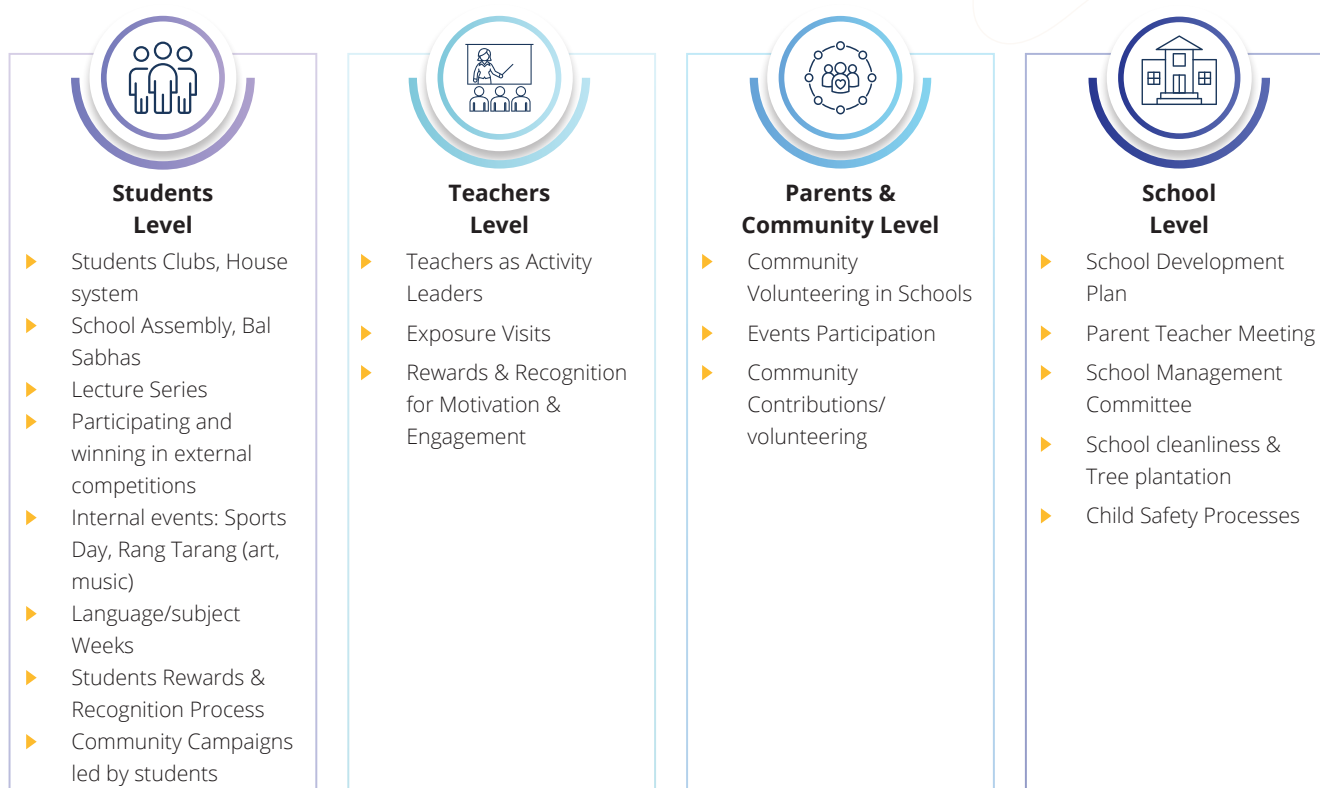 Students
Level
Students Clubs, House
system
School Assembly, Bal
Sabhas
Lecture Series
Participating and
winning in external
competitions
Internal events: Sports
Day, Rang Tarang (art,
music)
Language/subject
Weeks
Students Rewards &
Recognition Process
Community Campaigns
led by students
Teachers
Level
Teachers as Activity
Leaders
Exposure Visits
Rewards & Recognition
for Motivation &
Engagement
Parents &
Community Level
Community
Volunteering in Schools
Events Participation
Community
Contributions/
volunteering
School
Level
School Development
Plan
Parent Teacher Meeting
School Management
Committee
School cleanliness &
Tree plantation
Child Safety Processes